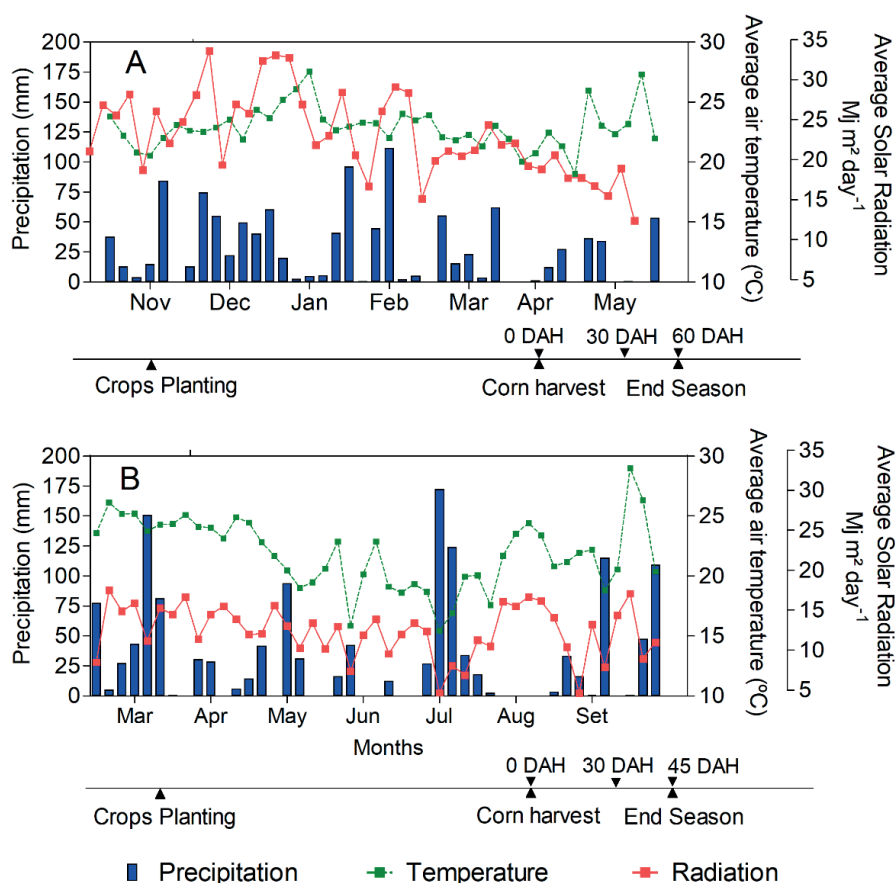 A
200
175
150
125
100
75
50
25
0
Precipitation (mm)
30
25
20
15
10
Average air temperature (ºC)
35
30
25
20
15
10
5
Average Solar Radiation
Mj m² day⁻¹
Nov Dec Jan Feb Mar Apr May
0 DAH 30 DAH 60 DAH
Crops Planting Corn harvest End Season
B
200
175
150
125
100
75
50
25
0
Precipitation (mm)
30
25
20
15
10
Average air temperature (ºC)
35
30
25
20
15
10
5
Average Solar Radiation
Mj m² day⁻¹
Mar Apr May Jun Jul Aug Set
Months
0 DAH 30 DAH 45 DAH
Crops Planting Corn harvest End Season
Precipitation Temperature Radiation